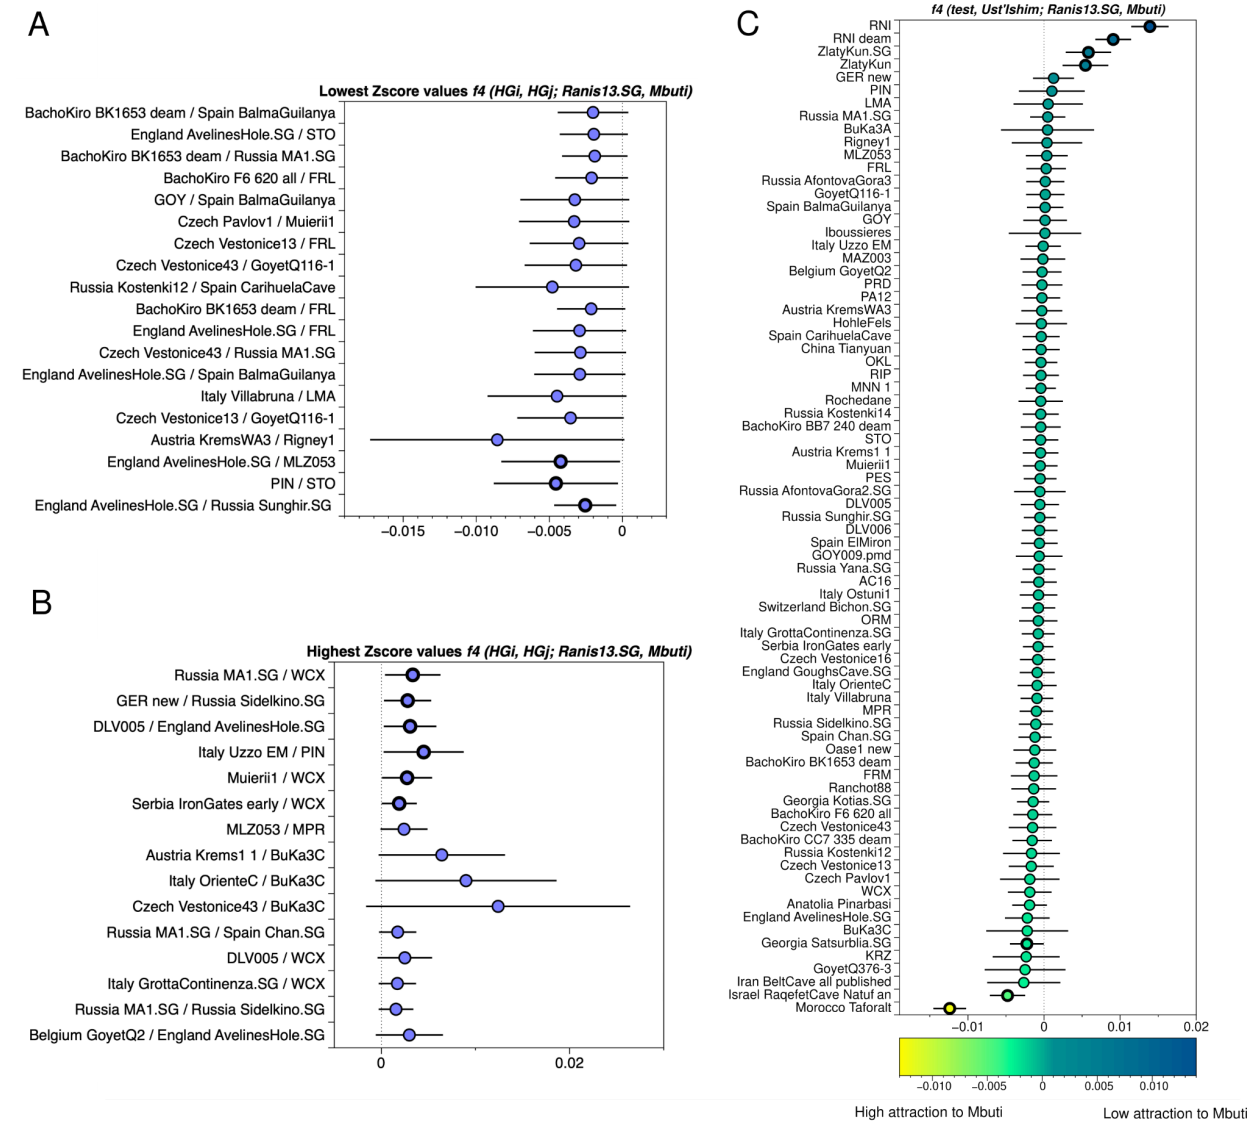 A
Lowest Zscore values f4 (HGi, HGj; Ranis13.SG, Mbuti)
BachoKiro BK1653 deam / Spain BalmaGuilanya
England AvelinesHole.SG / STO
BachoKiro BK1653 deam / Russia MA1.SG
BachoKiro F6 620 all / FRL
GOY / Spain BalmaGuilanya
Czech Pavlov1 / Muierii1
Czech Vestonice13 / FRL
Czech Vestonice43 / GoyetQ116-1
Russia Kostenki12 / Spain CarihuelaCave
BachoKiro BK1653 deam / FRL
England AvelinesHole.SG / FRL
Czech Vestonice43 / Russia MA1.SG
England AvelinesHole.SG / Spain BalmaGuilanya
Italy Villabruna / LMA
Czech Vestonice13 / GoyetQ116-1
Austria KremsWA3 / Rigney1
England AvelinesHole.SG / MLZ053
PIN / STO
England AvelinesHole.SG / Russia Sunghir.SG
−0.015 −0.010 −0.005 0
B
Highest Zscore values f4 (HGi, HGj; Ranis13.SG, Mbuti)
Russia MA1.SG / WCX
GER new / Russia Sidelkino.SG
DLV005 / England AvelinesHole.SG
Italy Uzzo EM / PIN
Muierii1 / WCX
Serbia IronGates early / WCX
MLZ053 / MPR
Austria Krems1 1 / BuKa3C
Italy OrienteC / BuKa3C
Czech Vestonice43 / BuKa3C
Russia MA1.SG / Spain Chan.SG
DLV005 / WCX
Italy GrottaContinenza.SG / WCX
Russia MA1.SG / Russia Sidelkino.SG
Belgium GoyetQ2 / England AvelinesHole.SG
0 0.02
C
f4 (test, Ust'Ishim; Ranis13.SG, Mbuti)
RNI
RNI deam
ZlatyKun.SG
ZlatyKun
GER new
PIN
LMA
Russia MA1.SG
BuKa3A
Rigney1
MLZ053
FRL
Russia AfontovaGora3
GoyetQ116-1
Spain BalmaGuilanya
GOY
Iboussieres
Italy Uzzo EM
MAZ003
Belgium GoyetQ2
PRD
PA12
Austria KremsWA3
HohleFels
Spain CarihuelaCave
China Tianyuan
OKL
RIP
MNN 1
Rochedane
Russia Kostenki14
BachoKiro BB7 240 deam
STO
Austria Krems1 1
Muierii1
PES
Russia AfontovaGora2.SG
DLV005
Russia Sunghir.SG
DLV006
Spain ElMiron
GOY009.pmd
Russia Yana.SG
AC16
Italy Ostuni1
Switzerland Bichon.SG
ORM
Italy GrottaContinenza.SG
Serbia IronGates early
Czech Vestonice16
England GoughsCave.SG
Italy OrienteC
Italy Villabruna
MPR
Russia Sidelkino.SG
Spain Chan.SG
Oase1 new
BachoKiro BK1653 deam
FRM
Ranchot88
Georgia Kotias.SG
BachoKiro F6 620 all
Czech Vestonice43
BachoKiro CC7 335 deam
Russia Kostenki12
Czech Vestonice13
Czech Pavlov1
WCX
Anatolia Pinarbasi
England AvelinesHole.SG
BuKa3C
Georgia Satsurblia.SG
KRZ
GoyetQ376-3
Iran BeltCave all published
Israel RaqefetCave Natuf an
Morocco Taforalt
−0.01 0 0.01 0.02
−0.010 −0.005 0 0.005 0.010
High attraction to Mbuti Low attraction to Mbuti